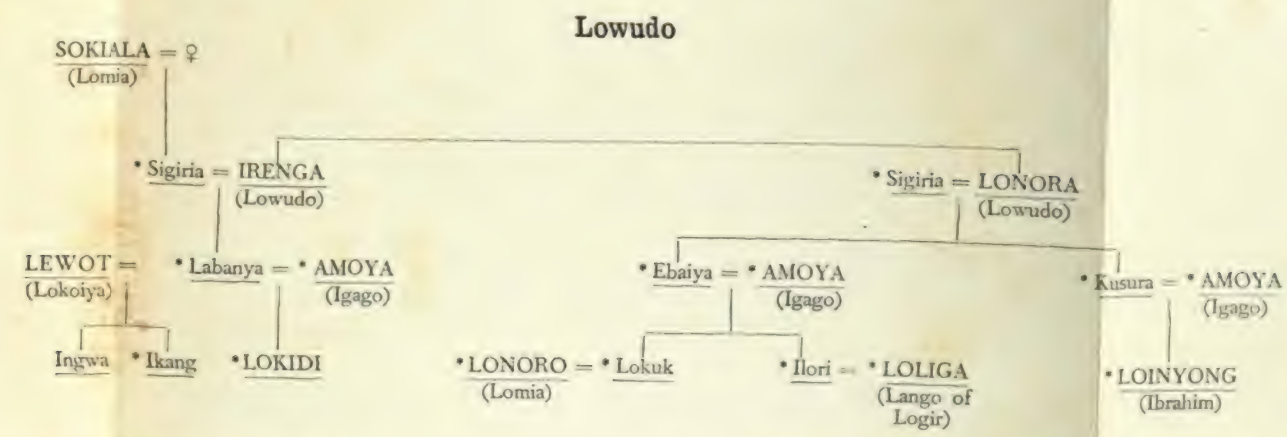 Lowudo
SOKIALA = ♀
(Lomia)
* Sigiria = IRENGA
(Lowudo)
* Sigiria = LONORA
(Lowudo)
LEWOT =
(Lokoiya)
* Labanya = * AMOYA
(Igago)
* Ebaiya = * AMOYA
(Igago)
* Kusura = * AMOYA
(Igago)
Ingwa * Ikang *LOKIDI
* LONORO = * Lokuk
(Lomia)
* Ilori = * LOLIGA
(Lango of
Logir)
* LOINYONG
(Ibrahim)